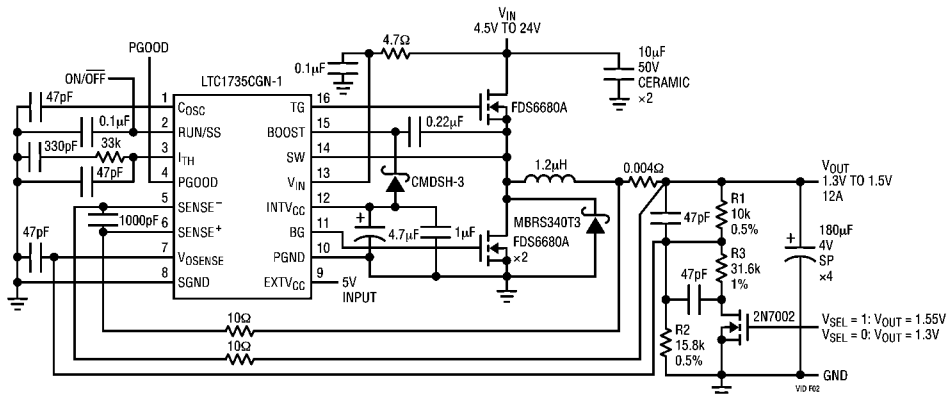 VIN
4.5V TO 24V
PGOOD
4.7Ω
0.1µF
10µF
50V
CERAMIC
×2
ON/OFF
LTC1735CGN-1
47pF
1
COSC
TG
16
FDS6680A
0.1µF
2
RUN/SS
BOOST
15
0.22µF
330pF
33k
3
ITH
SW
14
47pF
4
PGOOD
VIN
13
CMDSH-3
1.2µH
0.004Ω
VOUT
1.3V TO 1.5V
12A
5
SENSE−
INTVCC
12
1000pF
6
SENSE+
BG
11
4.7µF
1µF
MBRS340T3
FDS6680A
×2
47pF
R1
10k
0.5%
47pF
7
VOSENSE
PGND
10
8
SGND
EXTVCC
9
5V
INPUT
180µF
4V
SP
×4
R3
31.6k
1%
47pF
10Ω
10Ω
R2
15.8k
0.5%
2N7002
VSEL = 1: VOUT = 1.55V
VSEL = 0: VOUT = 1.3V
GND
VID F02